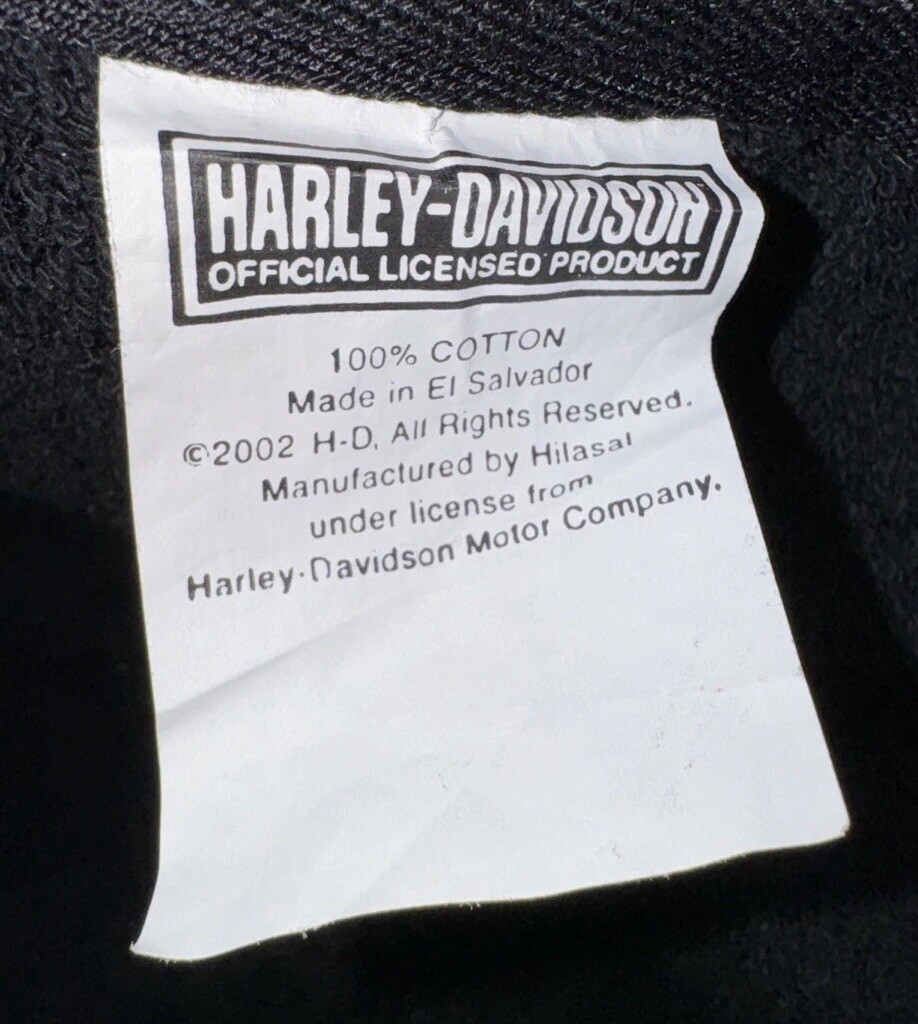 HARLEY-DAVIDSON
OFFICIAL LICENSED PRODUCT
100% COTTON
Made in El Salvador
©2002 H-D, All Rights Reserved.
Manufactured by Hilasal
under license from
Harley-Davidson Motor Company.